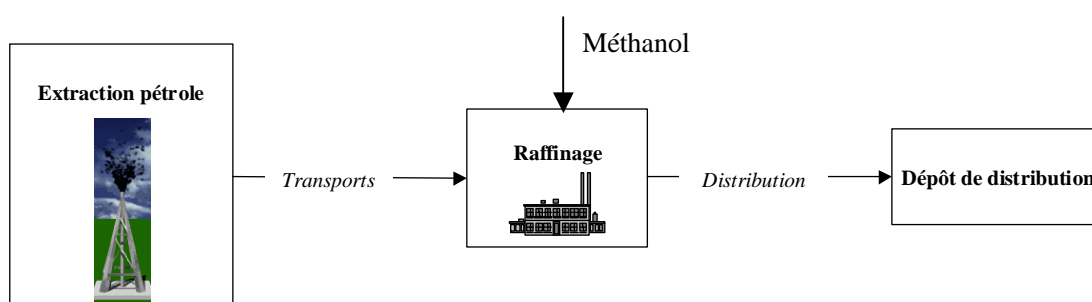 Méthanol
Extraction pétrole
Transports
Raffinage
Distribution
Dépôt de distribution